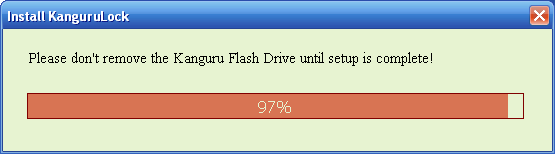 Install KanguruLock
Please don't remove the Kanguru Flash Drive until setup is complete!
97%